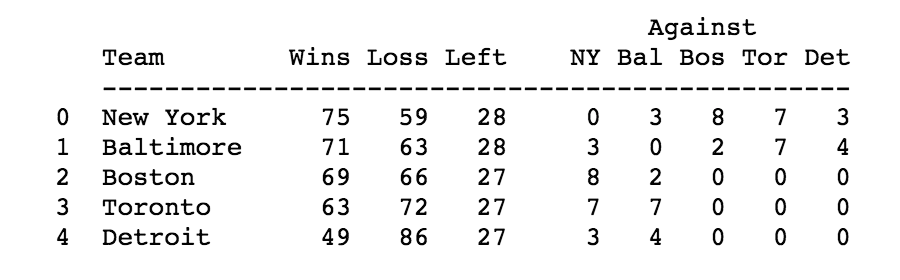 Against
Team Wins Loss Left NY Bal Bos Tor Det
------------------------------------------------
0 New York 75 59 28 0 3 8 7 3
1 Baltimore 71 63 28 3 0 2 7 4
2 Boston 69 66 27 8 2 0 0 0
3 Toronto 63 72 27 7 7 0 0 0
4 Detroit 49 86 27 3 4 0 0 0